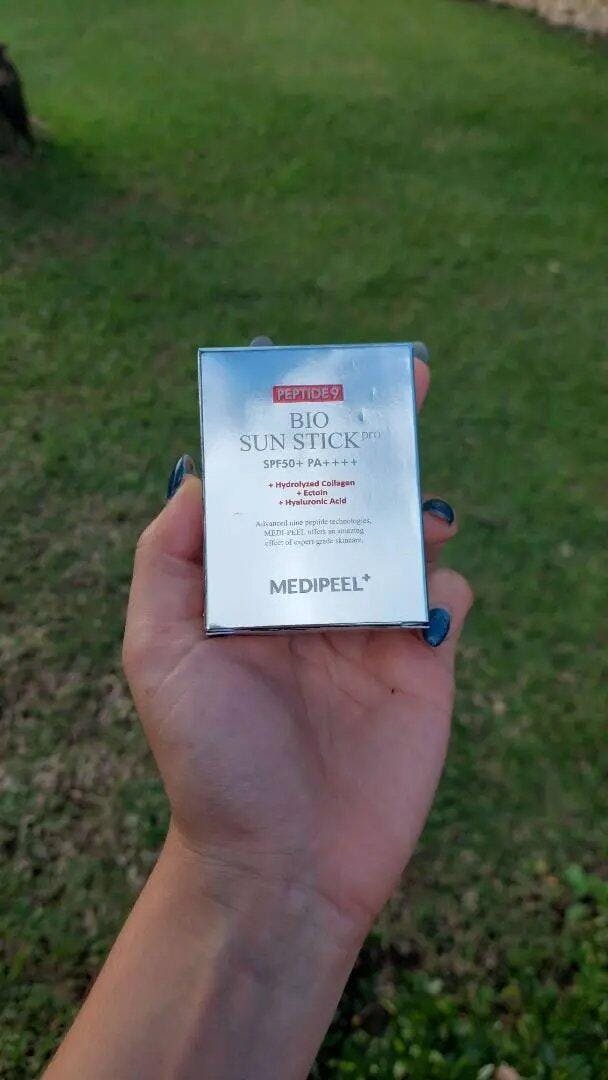 PEPTIDE9
BIO
SUN STICK pro
SPF50+ PA++++
+ Hydrolyzed Collagen
+ Ectoin
+ Hyaluronic Acid
Advanced nine peptide technologies,
MEDI-PEEL offers an amazing
effect of expert-grade skincare.
MEDIPEEL+